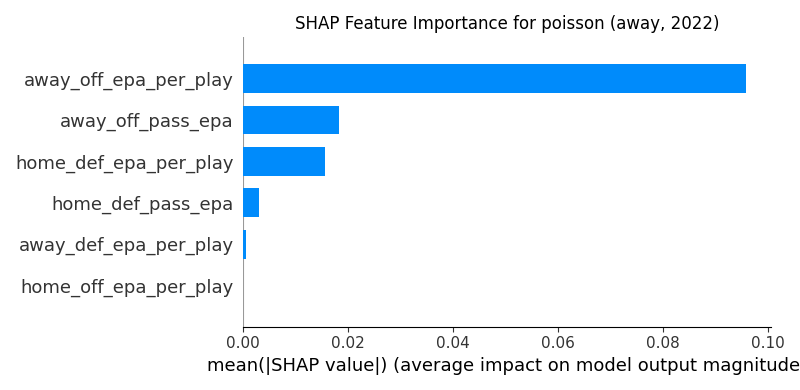 SHAP Feature Importance for poisson (away, 2022)
away_off_epa_per_play
away_off_pass_epa
home_def_epa_per_play
home_def_pass_epa
away_def_epa_per_play
home_off_epa_per_play
0.00 0.02 0.04 0.06 0.08 0.10
mean(|SHAP value|) (average impact on model output magnitude